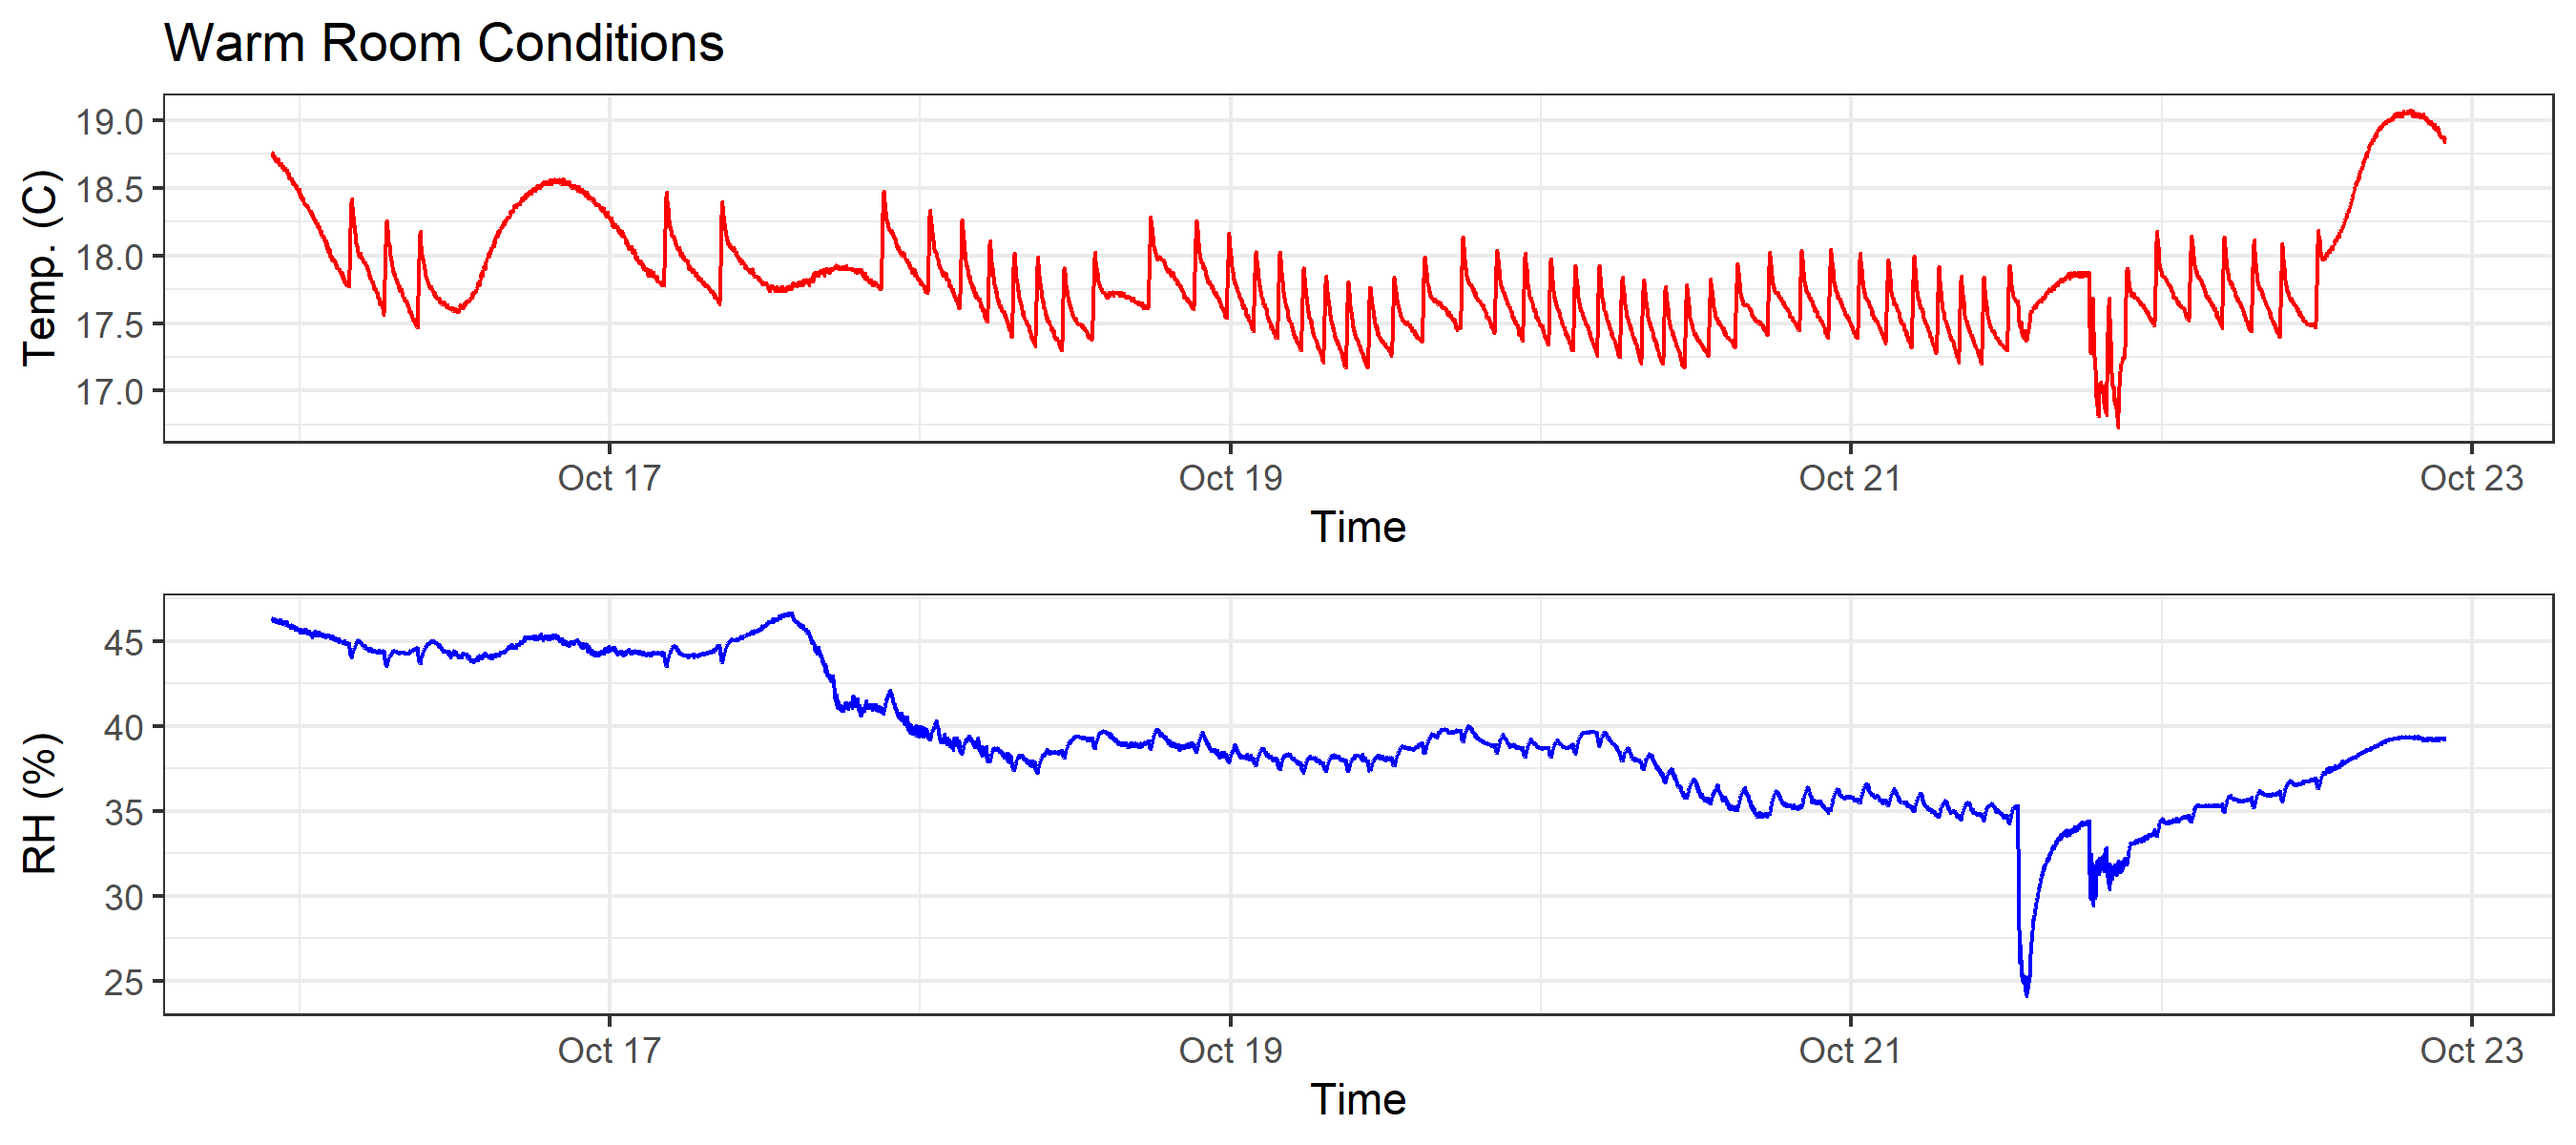 Warm Room Conditions
Temp. (C)
19.0
18.5
18.0
17.5
17.0
Oct 17 Oct 19 Oct 21 Oct 23
Time
RH (%)
45
40
35
30
25
Oct 17 Oct 19 Oct 21 Oct 23
Time